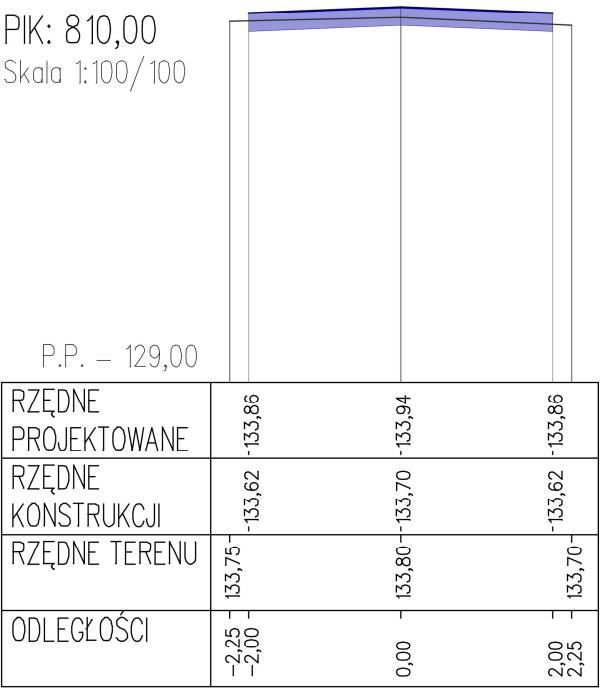 PIK: 810,00
Skala 1:100/100
P.P. – 129,00
RZĘDNE
PROJEKTOWANE
-133,86
-133,94
-133,86
RZĘDNE
KONSTRUKCJI
-133,62
-133,70
-133,62
RZĘDNE TERENU
133,75
133,80
133,70
ODLEGŁOŚCI
-2,25
-2,00
0,00
2,00
2,25